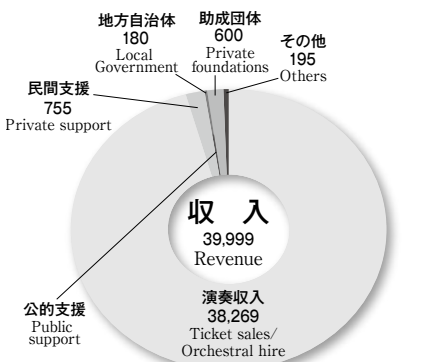 地方自治体
180
Local
Government
助成団体
600
Private
foundations
その他
195
Others
民間支援
755
Private support
収 入
39,999
Revenue
公的支援
Public
support
演奏収入
38,269
Ticket sales/
Orchestral hire